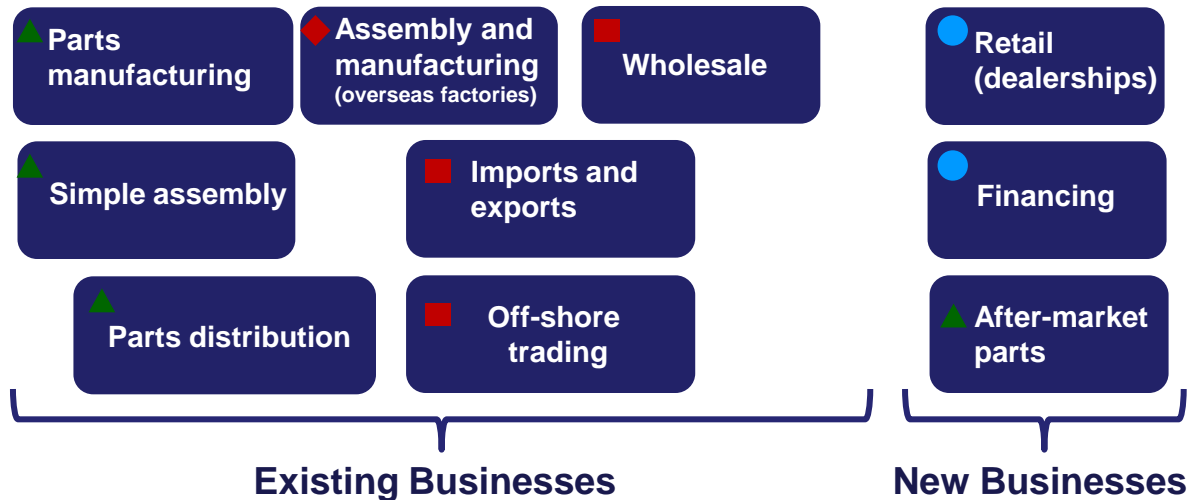 Parts
manufacturing
Assembly and
manufacturing
(overseas factories)
Wholesale
Retail
(dealerships)
Simple assembly
Imports and
exports
Financing
Parts distribution
Off-shore
trading
After-market
parts
Existing Businesses
New Businesses